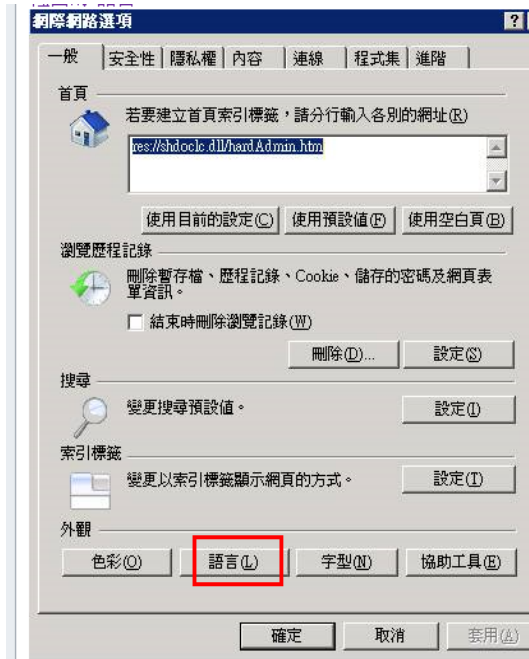 網際網路選項
一般 安全性 隱私權 內容 連線 程式集 進階
首頁
若要建立首頁索引標籤，請分行輸入各別的網址(R)
res://shdoclc.dll/hardAdmin.htm
使用目前的設定(C) 使用預設值(F) 使用空白頁(B)
瀏覽歷程記錄
刪除暫存檔、歷程記錄、Cookie、儲存的密碼及網頁表
單資訊。
結束時刪除瀏覽記錄(W)
刪除(D)... 設定(S)
搜尋
變更搜尋預設值。 設定(I)
索引標籤
變更以索引標籤顯示網頁的方式。 設定(T)
外觀
色彩(O) 語言(L) 字型(N) 協助工具(E)
確定 取消 套用(A)